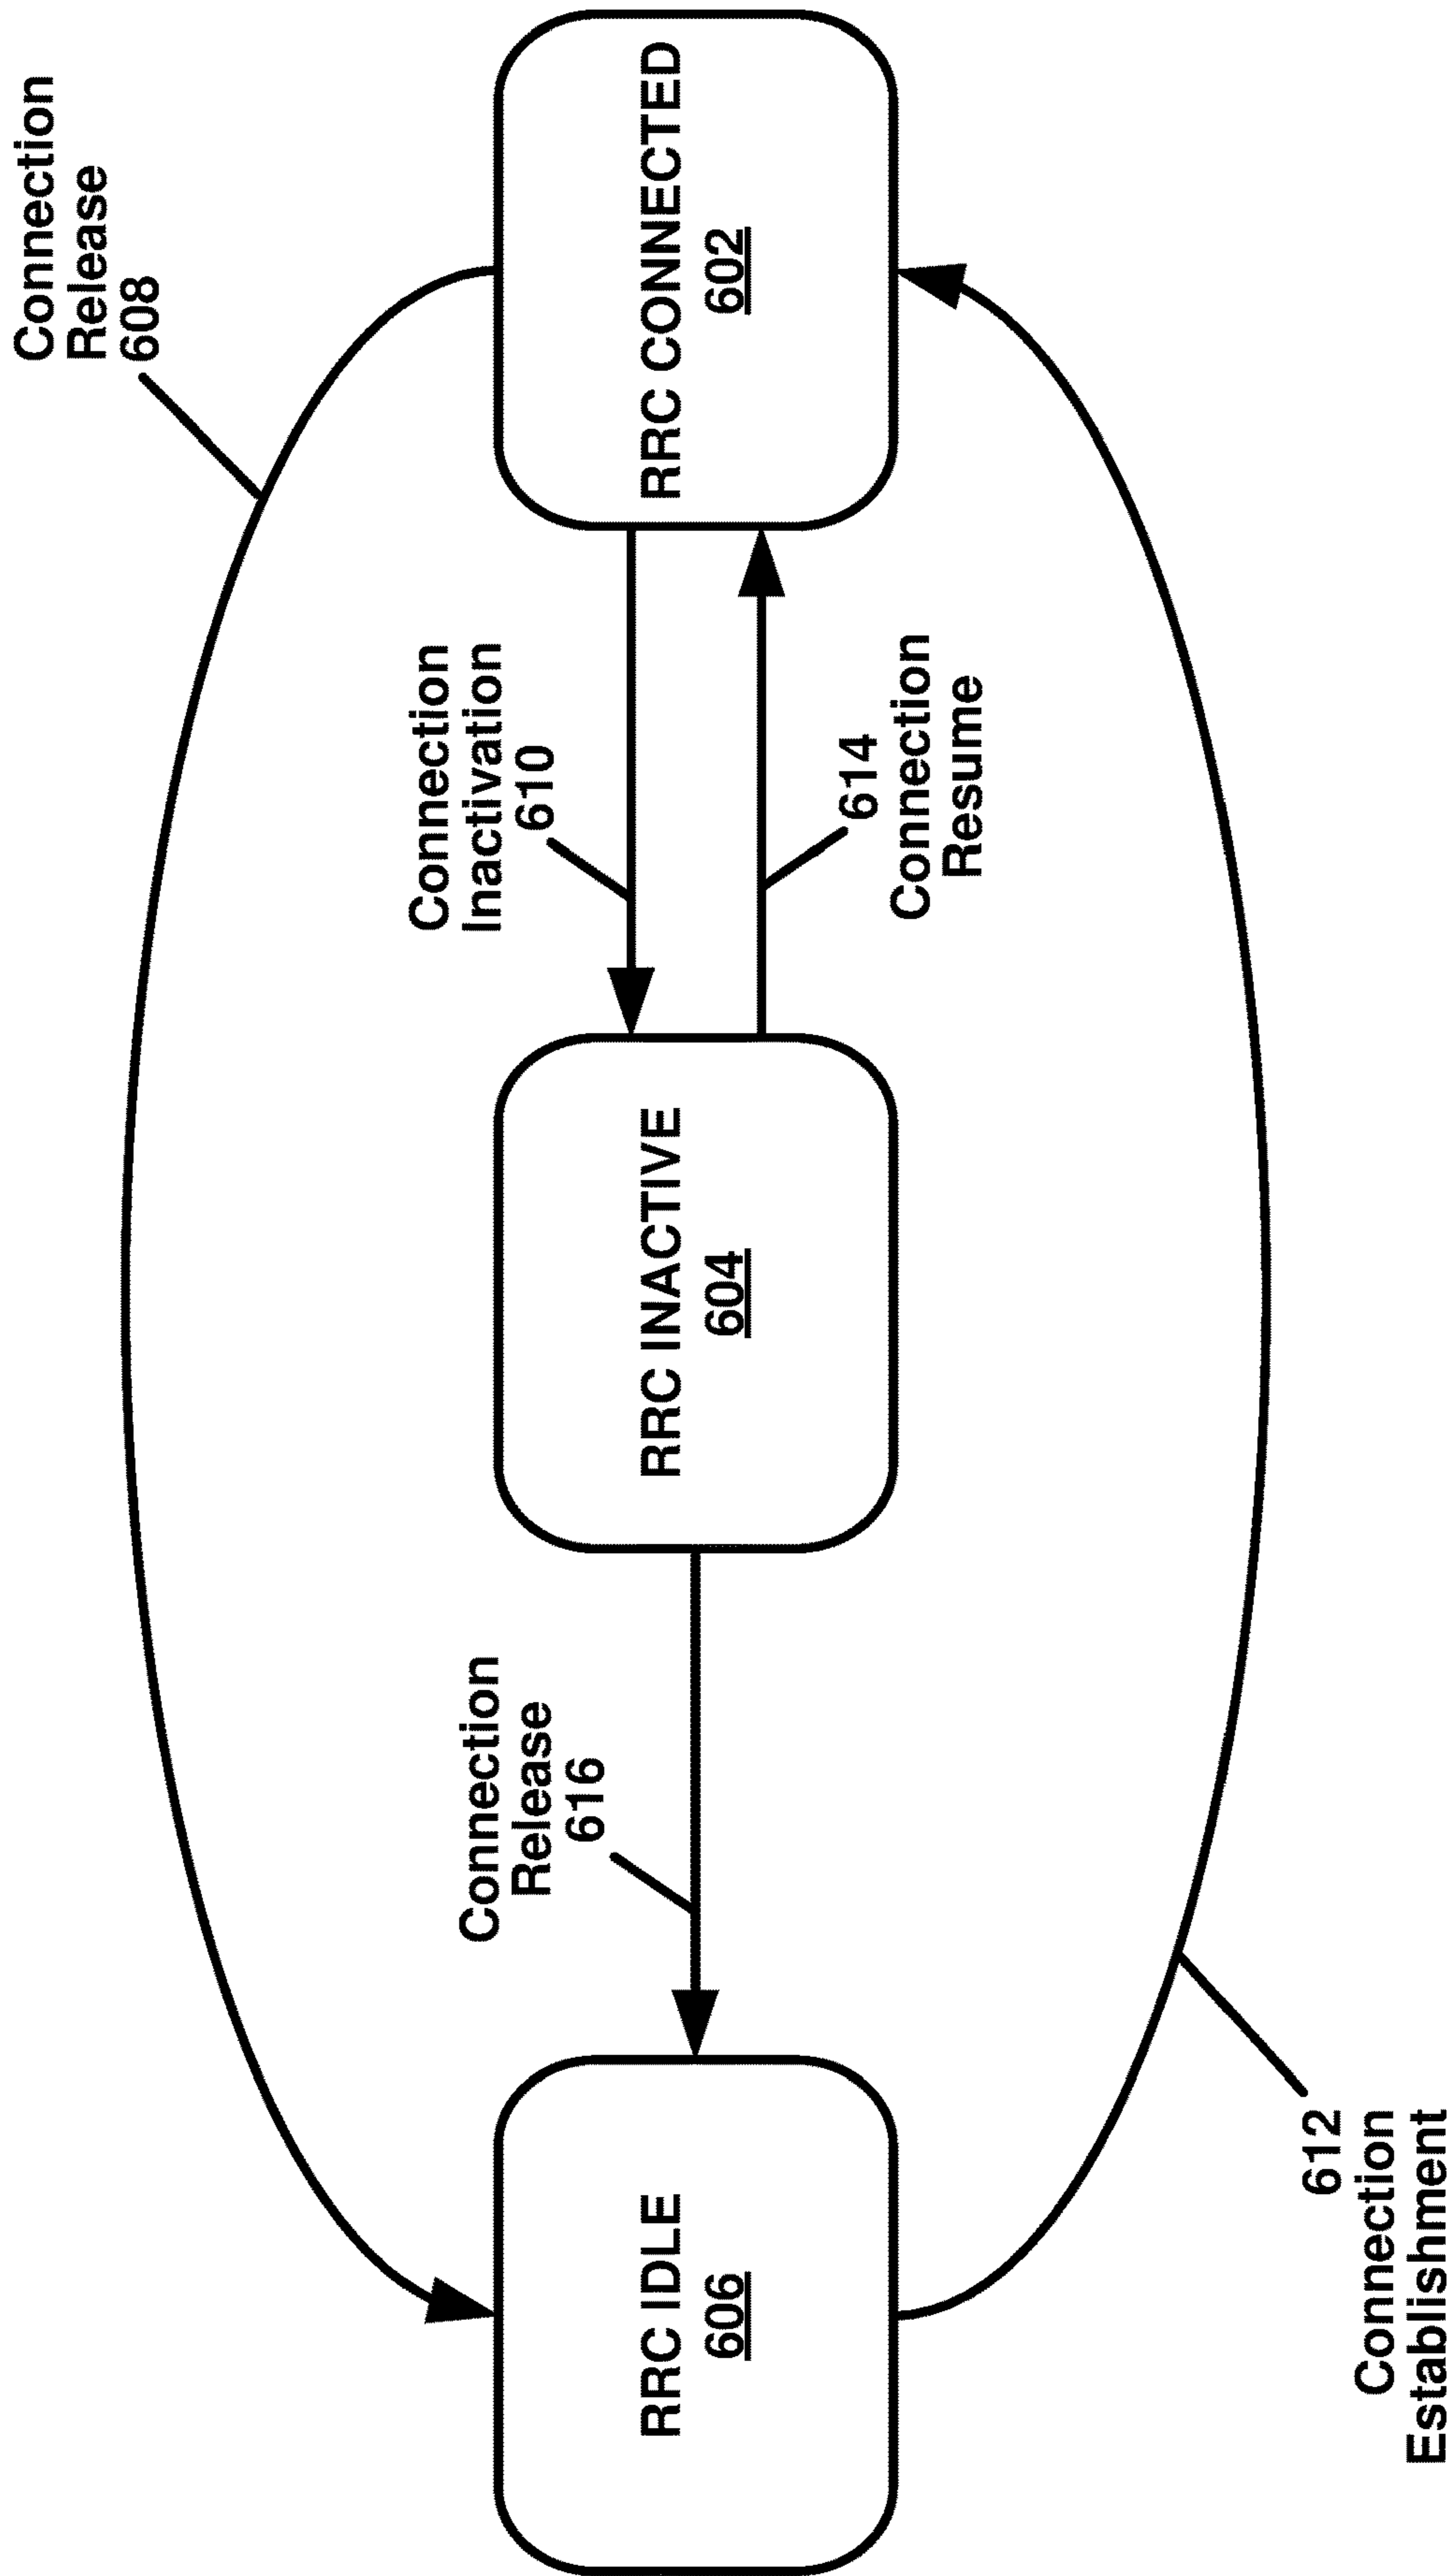 Connection
Release
608
Connection
Inactivation
610
Connection
Release
616
RRC IDLE
606
RRC INACTIVE
604
RRC CONNECTED
602
614
Connection
Resume
612
Connection
Establishment